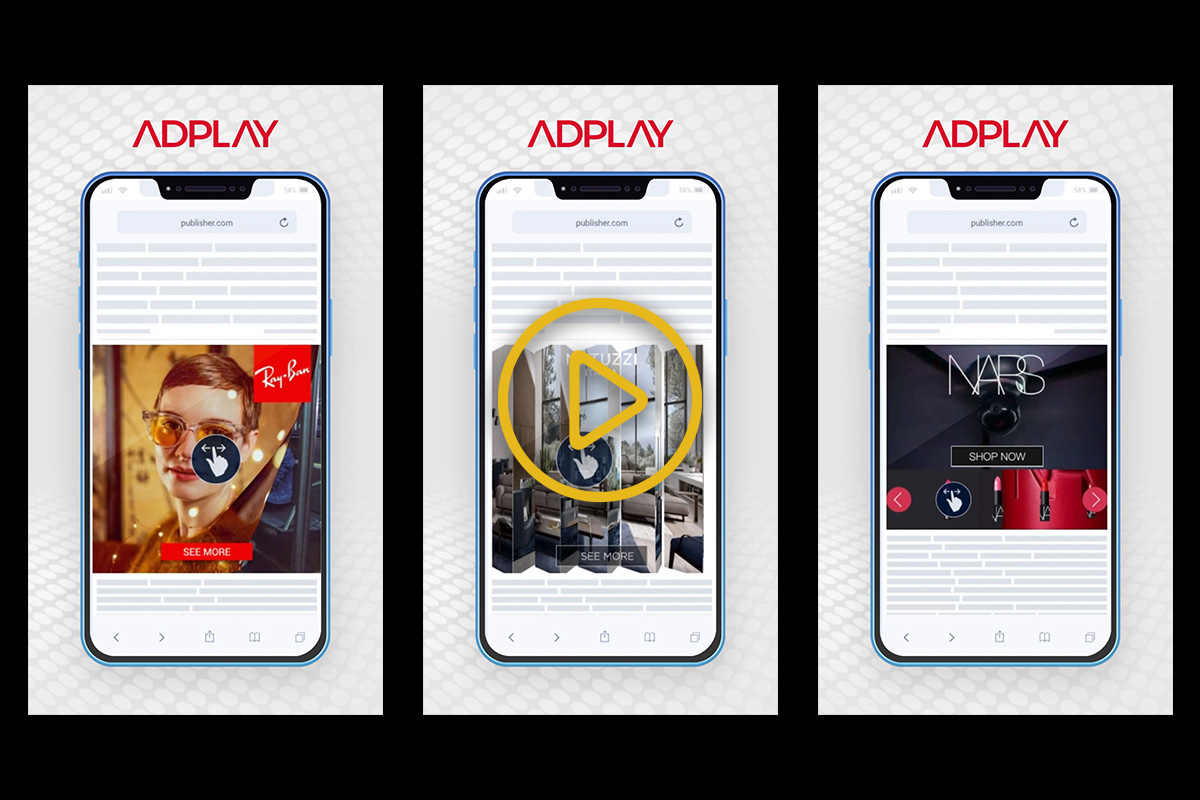 ADPLAY
58%
publisher.com
Ray-Ban
SEE MORE
ADPLAY
58%
publisher.com
SEE MORE
ADPLAY
58%
publisher.com
NARS
SHOP NOW